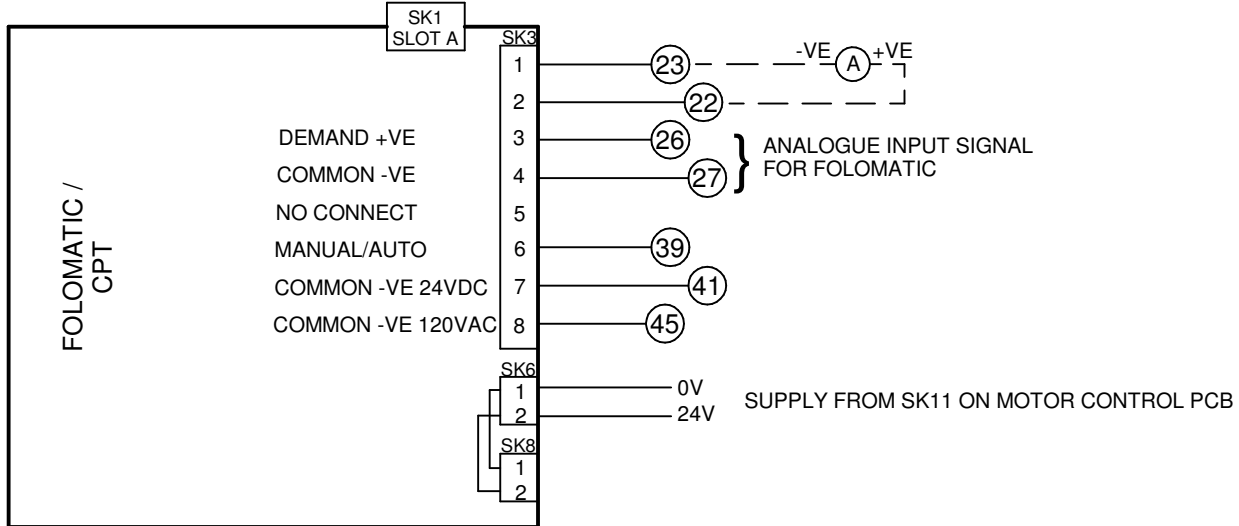 SK1
SLOT A
SK3
1
23
-VE
A
+VE
2
22
DEMAND +VE
3
26
COMMON -VE
4
27
}
ANALOGUE INPUT SIGNAL
FOR FOLOMATIC
NO CONNECT
5
MANUAL/AUTO
6
39
COMMON -VE 24VDC
7
41
COMMON -VE 120VAC
8
45
FOLOMATIC /
CPT
SK6
1
0V
2
24V
SUPPLY FROM SK11 ON MOTOR CONTROL PCB
SK8
1
2